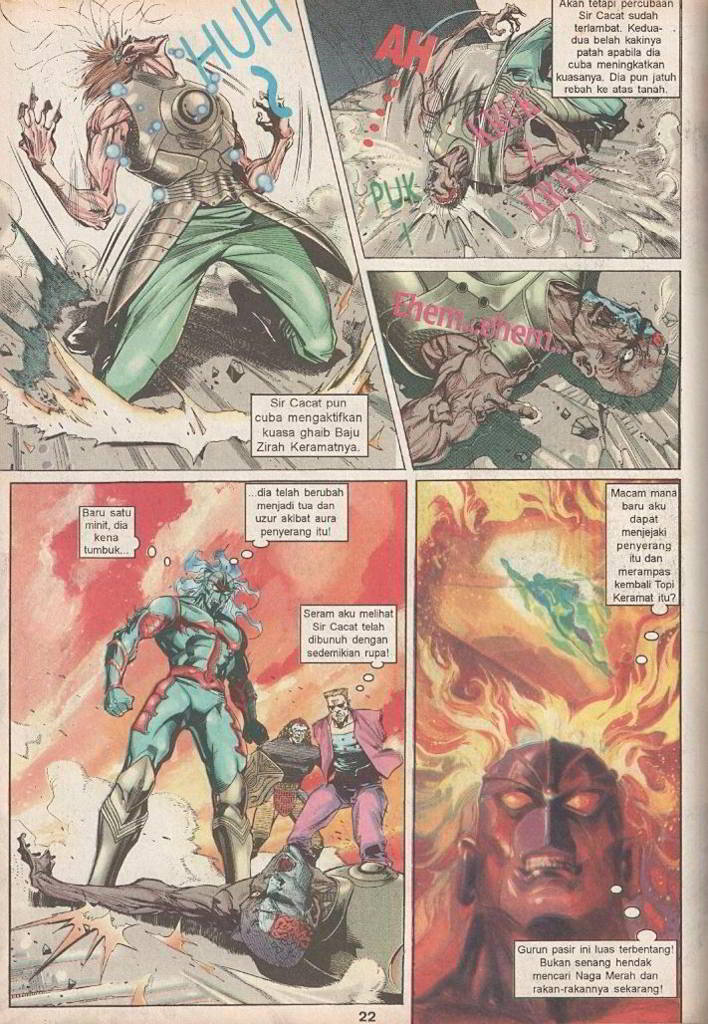 HUH
Sir Cacat pun
cuba mengaktifkan
kuasa ghaib Baju
Zirah Keramatnya.
Akan tetapi percubaan
Sir Cacat sudah
terlambat. Kedua-
dua belah kakinya
patah apabila dia
cuba meningkatkan
kuasanya. Dia pun jatuh
rebah ke atas tanah.
AH
KRAK
KRAK
PUK
Ehem...ehem...
Baru satu
minit, dia
kena
tumbuk...
...dia telah berubah
menjadi tua dan
uzur akibat aura
penyerang itu!
Seram aku melihat
Sir Cacat telah
dibunuh dengan
sedemikian rupa!
Macam mana
baru aku
dapat
menjejaki
penyerang
itu dan
merampas
kembali Topi
Keramat itu?
Gurun pasir ini luas terbentang!
Bukan senang hendak
mencari Naga Merah dan
rakan-rakannya sekarang!
22